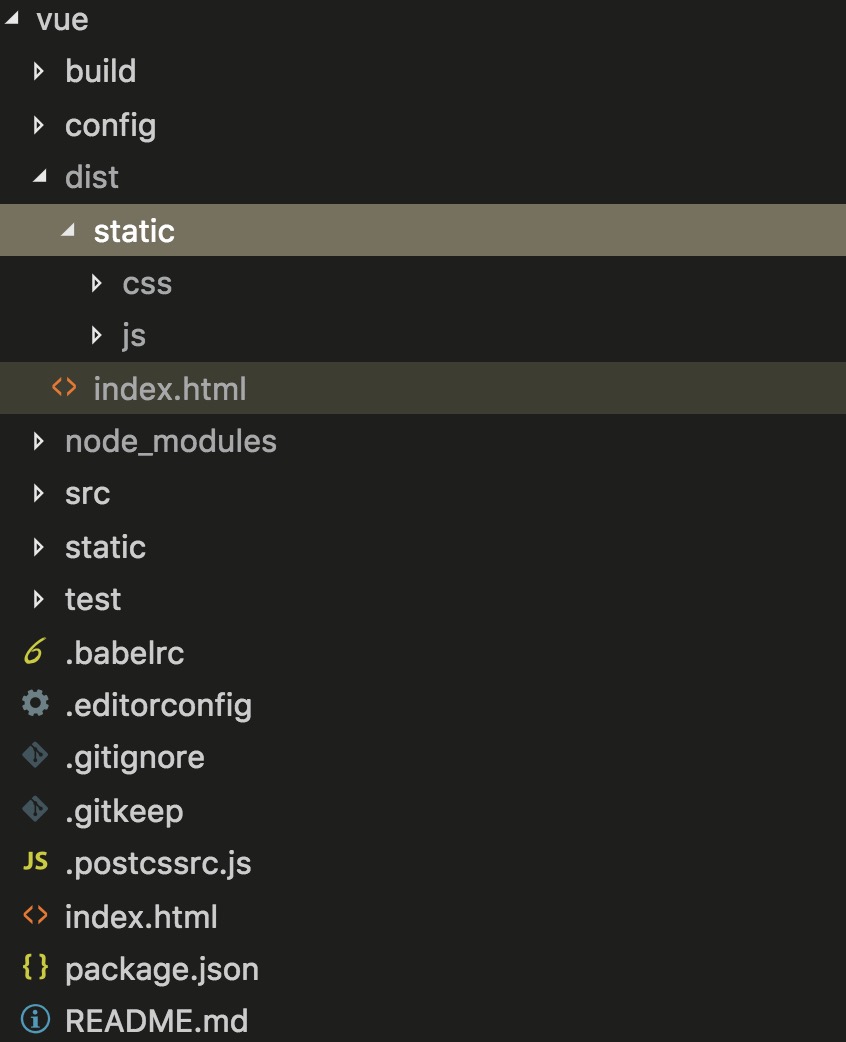 vue
build
config
dist
static
css
js
index.html
node_modules
src
static
test
.babelrc
.editorconfig
.gitignore
.gitkeep
JS .postcssrc.js
index.html
{ } package.json
README.md